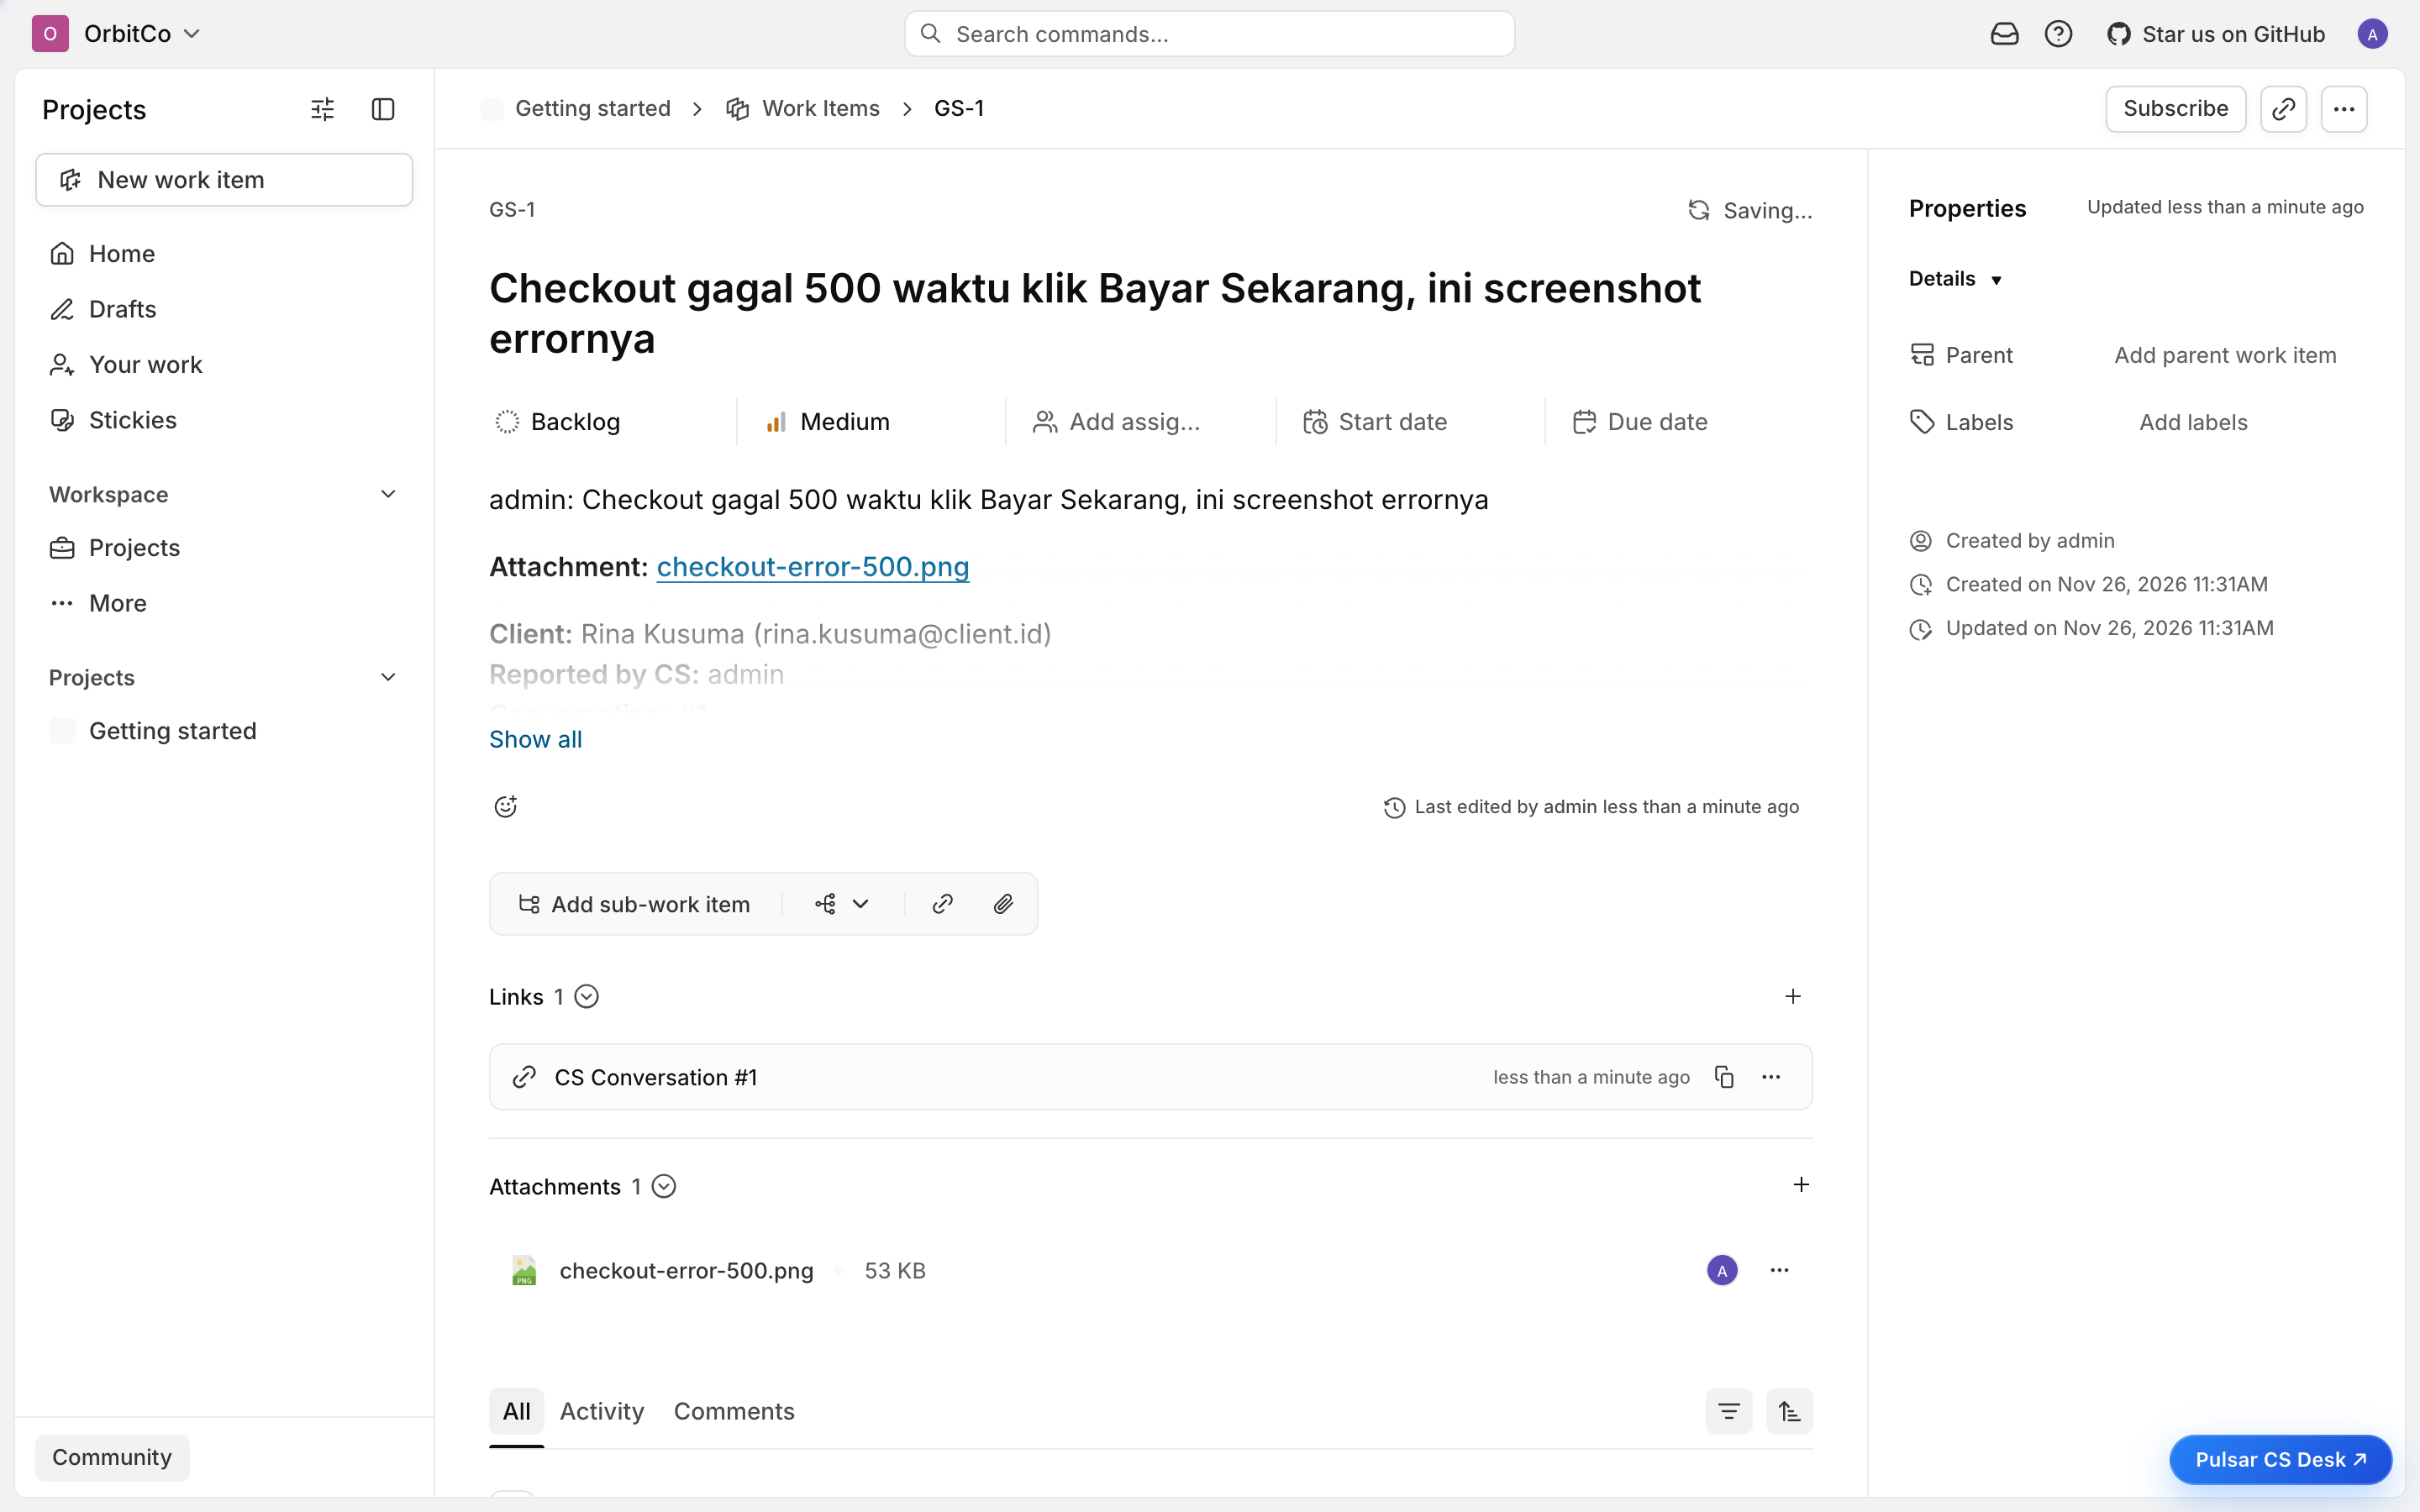 O OrbitCo
Search commands...
Star us on GitHub
A
Projects
New work item
Home
Drafts
Your work
Stickies
Workspace
Projects
More
Projects
Getting started
Community
Getting started > Work Items > GS-1
Subscribe
GS-1
Saving...
Checkout gagal 500 waktu klik Bayar Sekarang, ini screenshot
errornya
Backlog
Medium
Add assig...
Start date
Due date
admin: Checkout gagal 500 waktu klik Bayar Sekarang, ini screenshot errornya
Attachment: checkout-error-500.png
Client: Rina Kusuma (rina.kusuma@client.id)
Reported by CS: admin
Conversation: #1
Show all
Last edited by admin less than a minute ago
Add sub-work item
Links 1
CS Conversation #1
less than a minute ago
Attachments 1
PNG
checkout-error-500.png
53 KB
A
All
Activity
Comments
Properties
Updated less than a minute ago
Details
Parent
Add parent work item
Labels
Add labels
Created by admin
Created on Nov 26, 2026 11:31AM
Updated on Nov 26, 2026 11:31AM
Pulsar CS Desk ↗